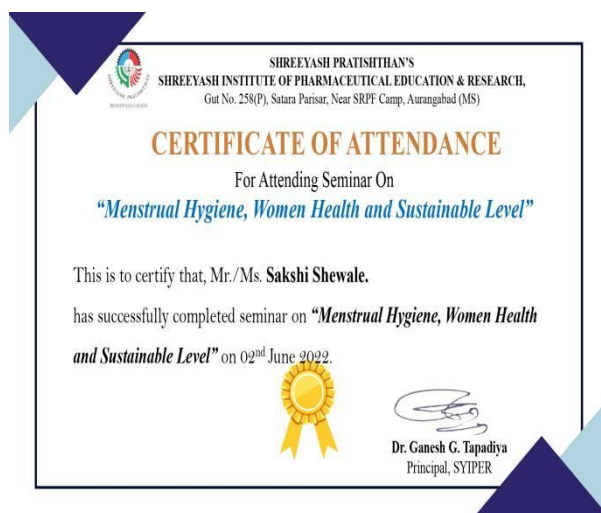 SHREEYASH PRATISHTHAN'S
SHREEYASH INSTITUTE OF PHARMACEUTICAL EDUCATION & RESEARCH,
Gut No. 258(P), Satara Parisar, Near SRPF Camp, Aurangabad (MS)
CERTIFICATE OF ATTENDANCE
For Attending Seminar On
“Menstrual Hygiene, Women Health and Sustainable Level”
This is to certify that, Mr./Ms. Sakshi Shewale.
has successfully completed seminar on “Menstrual Hygiene, Women Health
and Sustainable Level” on 02nd June 2022.
Dr. Ganesh G. Tapadiya
Principal, SYIPER